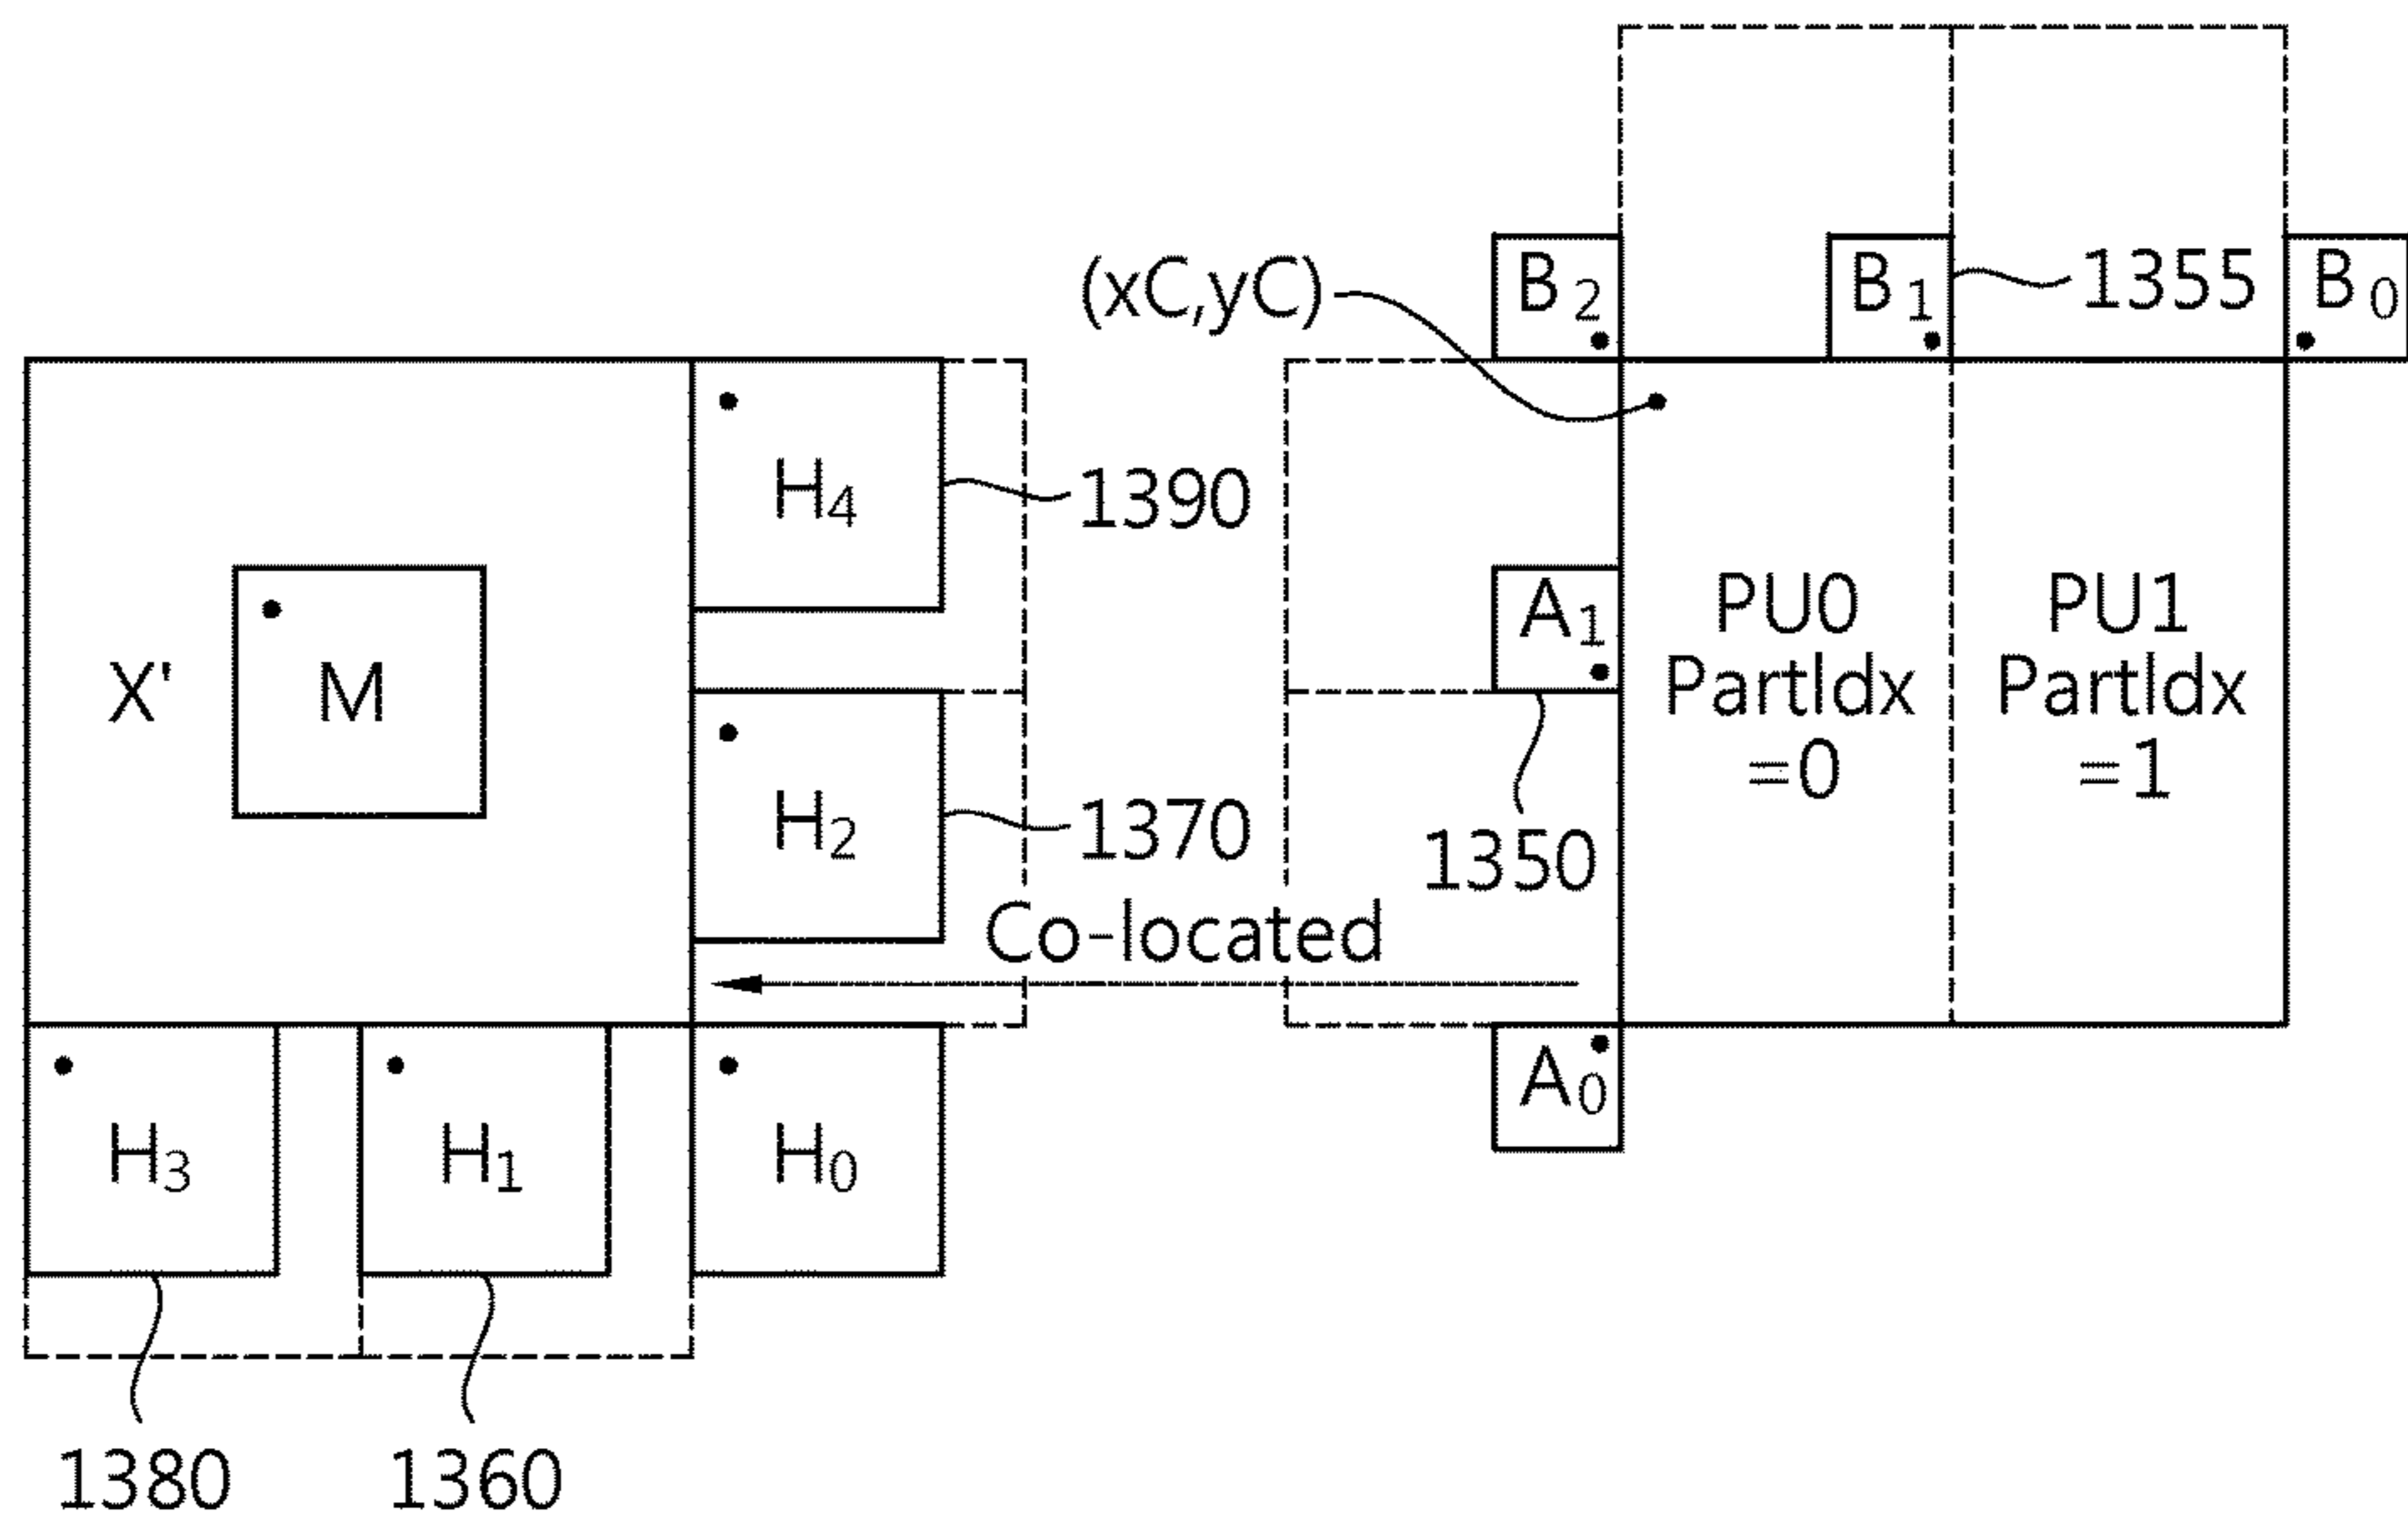 B2
B1
1355
B0
(xC,yC)
H4
1390
A1
PU0
PartIdx
=0
PU1
PartIdx
=1
X'
M
H2
1370
1350
Co-located
A0
H3
H1
H0
1380
1360